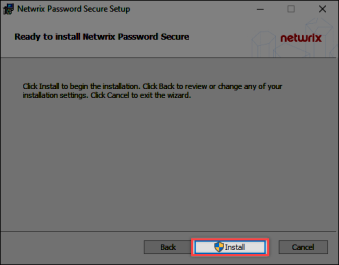 Netwrix Password Secure Setup
Ready to install Netwrix Password Secure
netwrix
Click Install to begin the installation. Click Back to review or change any of your
installation settings. Click Cancel to exit the wizard.
Back
Install
Cancel